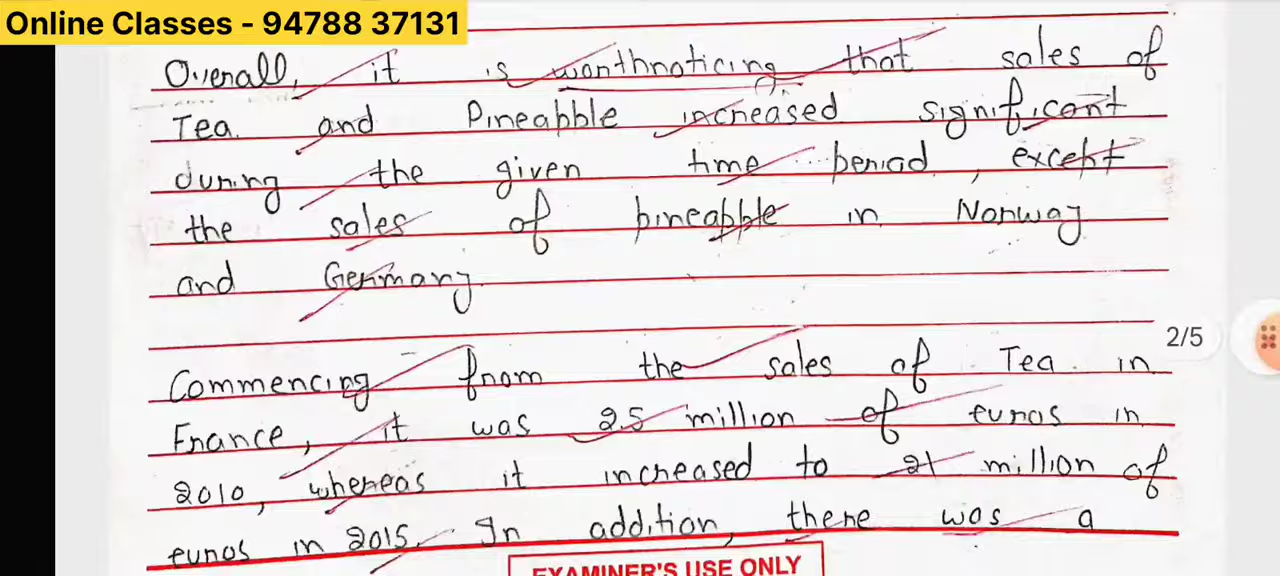 Online Classes - 94788 37131
Overall, it is worthnoticing that sales of
Tea and Pineapple increased significant
during the given time period, except
the sales of pineapple in Norway
and Germany.
2/5
Commencing from the sales of Tea in
France, it was 2.5 million of euros in
2010, whereas it increased to 21 million of
euros in 2015. In addition, there was a
EXAMINER'S USE ONLY